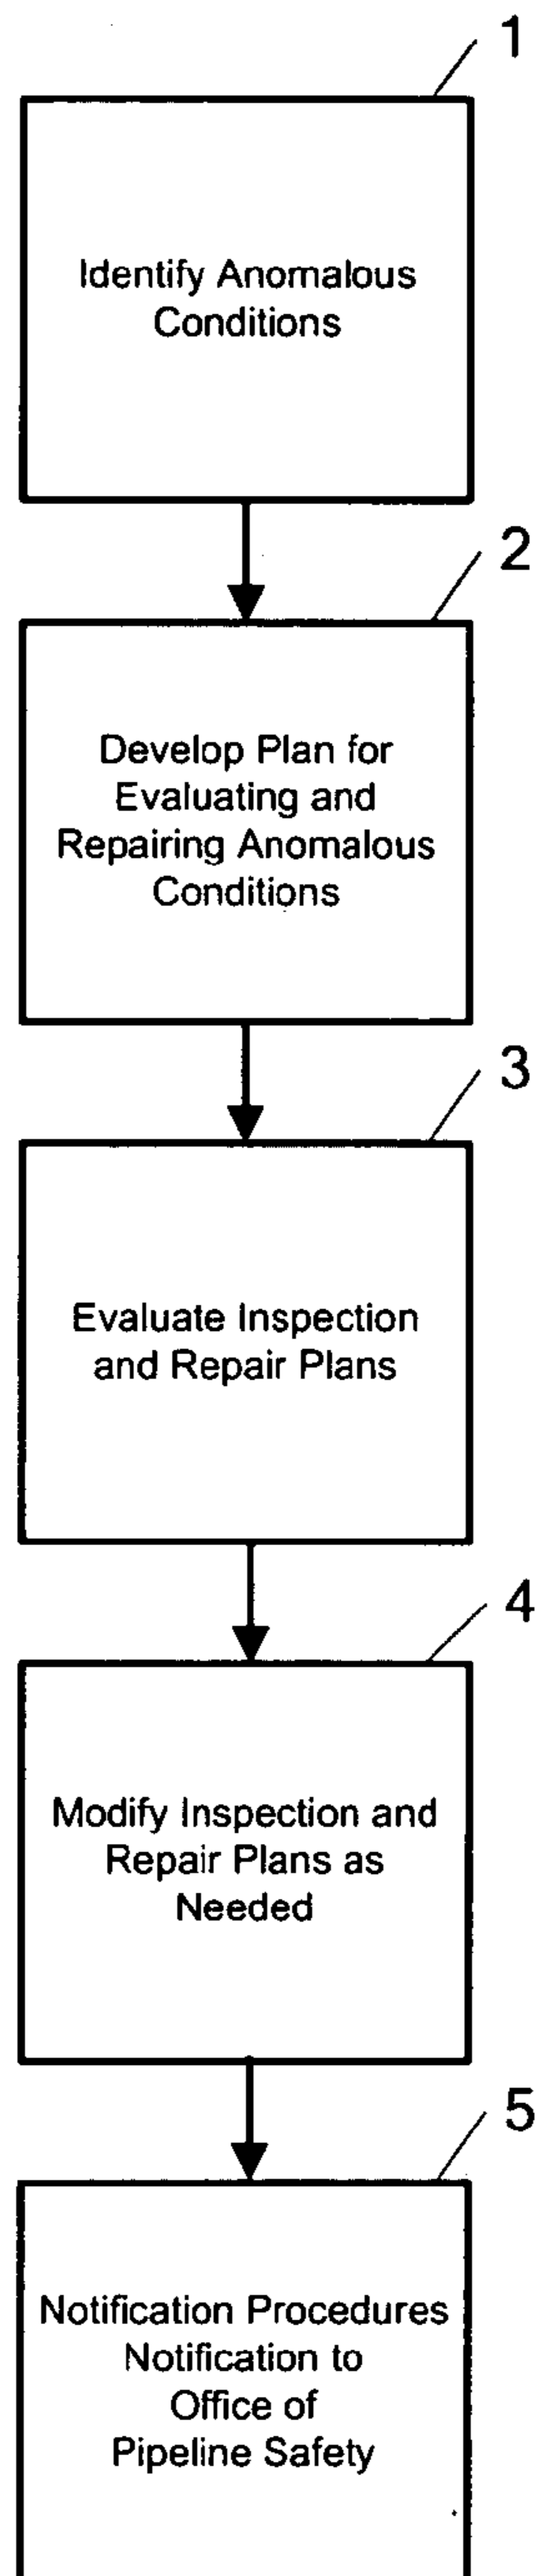 1
Identify Anomalous
Conditions
2
Develop Plan for
Evaluating and
Repairing Anomalous
Conditions
3
Evaluate Inspection
and Repair Plans
4
Modify Inspection and
Repair Plans as
Needed
5
Notification Procedures
Notification to
Office of
Pipeline Safety